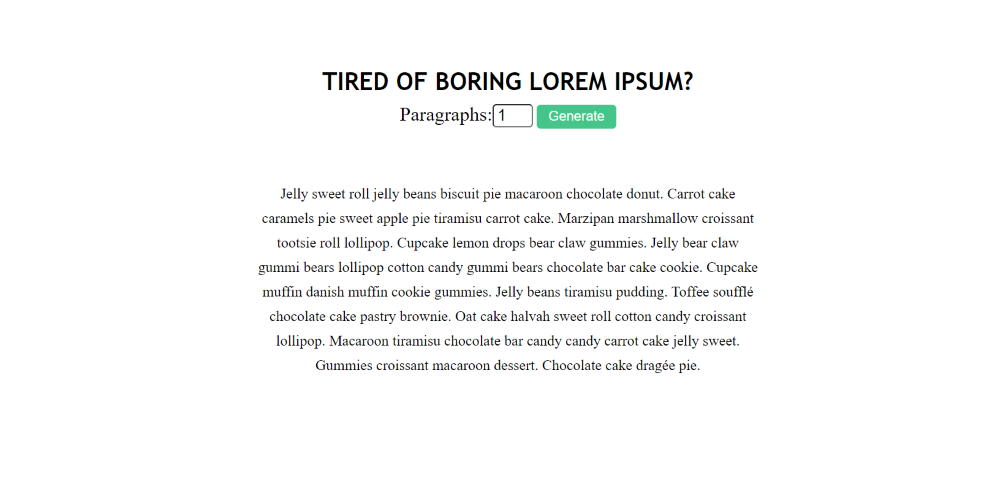 TIRED OF BORING LOREM IPSUM?
Paragraphs: 1 Generate
Jelly sweet roll jelly beans biscuit pie macaroon chocolate donut. Carrot cake
caramels pie sweet apple pie tiramisu carrot cake. Marzipan marshmallow croissant
tootsie roll lollipop. Cupcake lemon drops bear claw gummies. Jelly bear claw
gummi bears lollipop cotton candy gummi bears chocolate bar cake cookie. Cupcake
muffin danish muffin cookie gummies. Jelly beans tiramisu pudding. Toffee soufflé
chocolate cake pastry brownie. Oat cake halvah sweet roll cotton candy croissant
lollipop. Macaroon tiramisu chocolate bar candy candy carrot cake jelly sweet.
Gummies croissant macaroon dessert. Chocolate cake dragée pie.